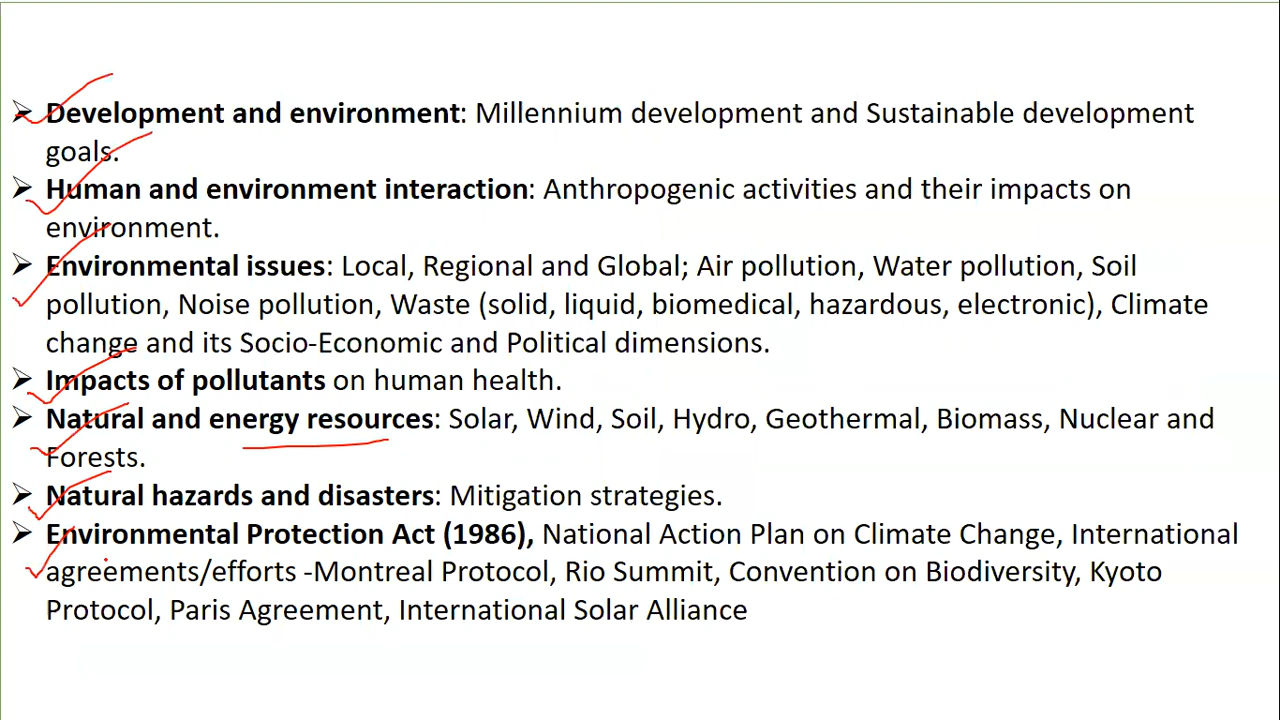 ➢ Development and environment: Millennium development and Sustainable development
goals.
➢ Human and environment interaction: Anthropogenic activities and their impacts on
environment.
➢ Environmental issues: Local, Regional and Global; Air pollution, Water pollution, Soil
pollution, Noise pollution, Waste (solid, liquid, biomedical, hazardous, electronic), Climate
change and its Socio-Economic and Political dimensions.
➢ Impacts of pollutants on human health.
➢ Natural and energy resources: Solar, Wind, Soil, Hydro, Geothermal, Biomass, Nuclear and
Forests.
➢ Natural hazards and disasters: Mitigation strategies.
➢ Environmental Protection Act (1986), National Action Plan on Climate Change, International
agreements/efforts -Montreal Protocol, Rio Summit, Convention on Biodiversity, Kyoto
Protocol, Paris Agreement, International Solar Alliance